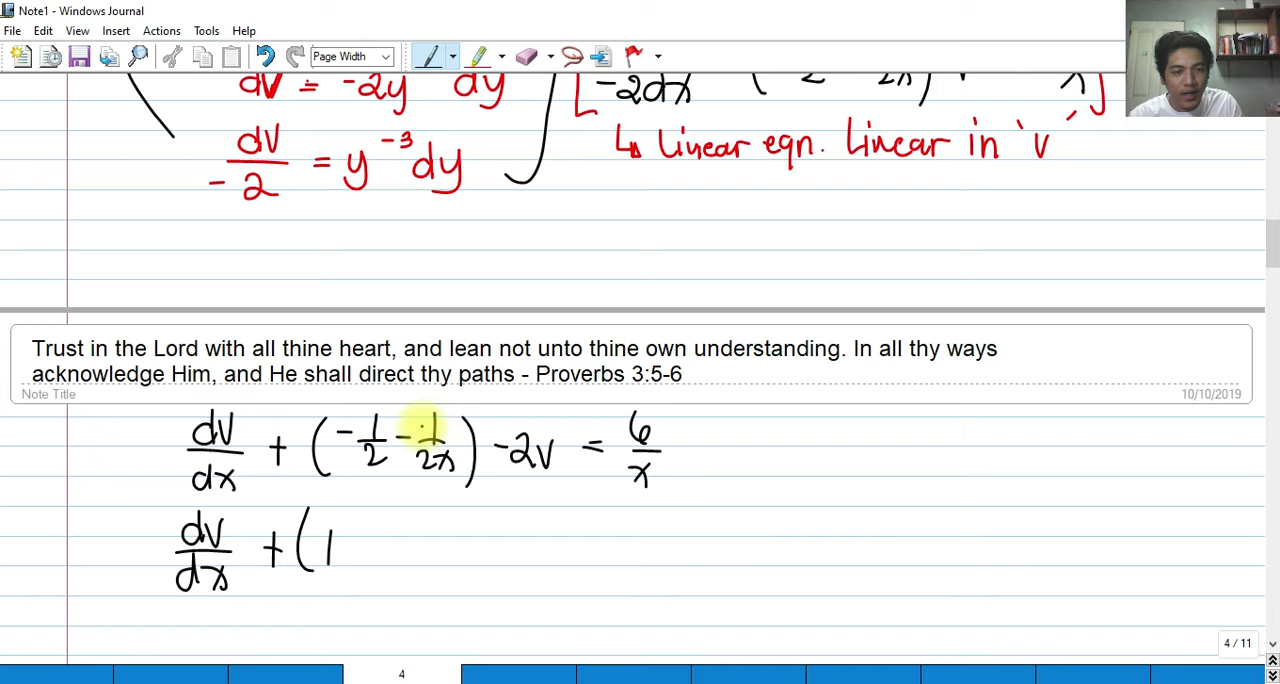 Note1 - Windows Journal
File Edit View Insert Actions Tools Help
Page Width
dV = -2y dy
dV/-2 = y^-3 dy
-2dx
↳ Linear eqn. Linear in 'v'
Trust in the Lord with all thine heart, and lean not unto thine own understanding. In all thy ways
acknowledge Him, and He shall direct thy paths - Proverbs 3:5-6
Note Title
10/10/2019
dV/dx + (-1/2 - 1/2x) -2v = 6/x
dV/dx + (1
4 / 11
4